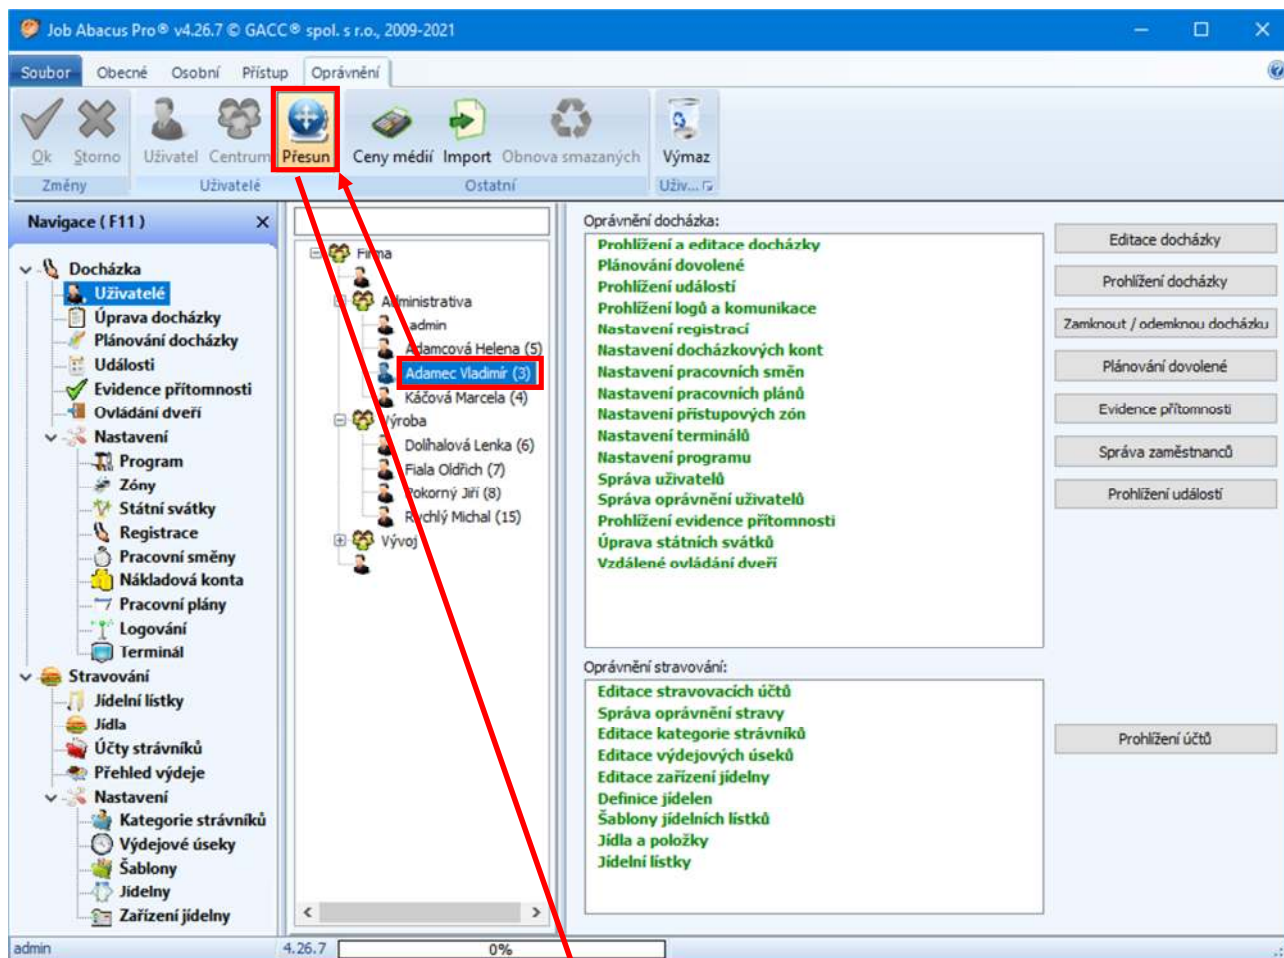 Job Abacus Pro® v4.26.7 © GACC® spol. s r.o., 2009-2021
Soubor Obecné Osobní Přístup Oprávnění
Ok Storno Uživatel Centrum Přesun Ceny médií Import Obnova smazaných Výmaz
Změny Uživatelé Ostatní Uživ...
Navigace ( F11 )
Docházka
Uživatelé
Úprava docházky
Plánování docházky
Události
Evidence přítomnosti
Ovládání dveří
Nastavení
Program
Zóny
Státní svátky
Registrace
Pracovní směny
Nákladová konta
Pracovní plány
Logování
Terminál
Stravování
Jídelní lístky
Jídla
Účty strávníků
Přehled výdeje
Nastavení
Kategorie strávníků
Výdejové úseky
Šablony
Jídelny
Zařízení jídelny
Firma
Administrativa
admin
Adamcová Helena (5)
Adamec Vladimír (3)
Káčová Marcela (4)
Výroba
Dolíhalová Lenka (6)
Fiala Oldřich (7)
Pokorný Jiří (8)
Rychlý Michal (15)
Vývoj
Oprávnění docházka:
Prohlížení a editace docházky
Plánování dovolené
Prohlížení událostí
Prohlížení logů a komunikace
Nastavení registrací
Nastavení docházkových kont
Nastavení pracovních směn
Nastavení pracovních plánů
Nastavení přístupových zón
Nastavení terminálů
Nastavení programu
Správa uživatelů
Správa oprávnění uživatelů
Prohlížení evidence přítomnosti
Úprava státních svátků
Vzdálené ovládání dveří
Oprávnění stravování:
Editace stravovacích účtů
Správa oprávnění stravy
Editace kategorie strávníků
Editace výdejových úseků
Editace zařízení jídelny
Definice jídelen
Šablony jídelních lístků
Jídla a položky
Jídelní lístky
Editace docházky
Prohlížení docházky
Zamknout / odemknou docházku
Plánování dovolené
Evidence přítomnosti
Správa zaměstnanců
Prohlížení událostí
Prohlížení účtů
admin 4.26.7 0%